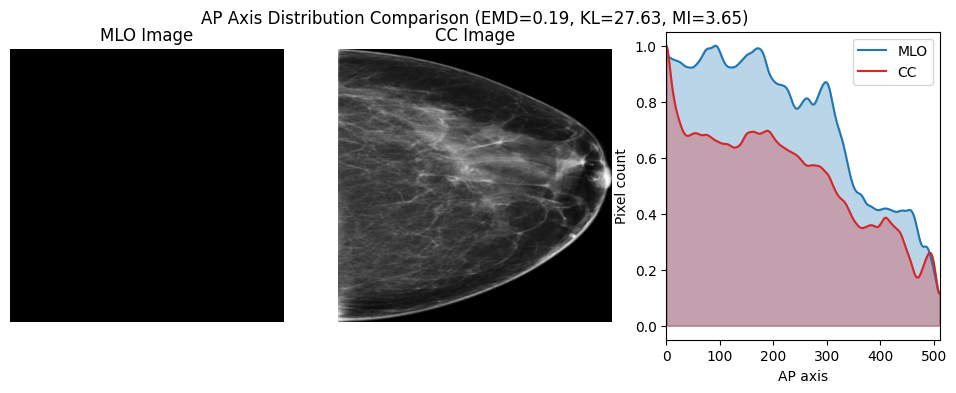 AP Axis Distribution Comparison (EMD=0.19, KL=27.63, MI=3.65)
MLO Image
CC Image
MLO
CC
Pixel count
1.0
0.8
0.6
0.4
0.2
0.0
0 100 200 300 400 500
AP axis